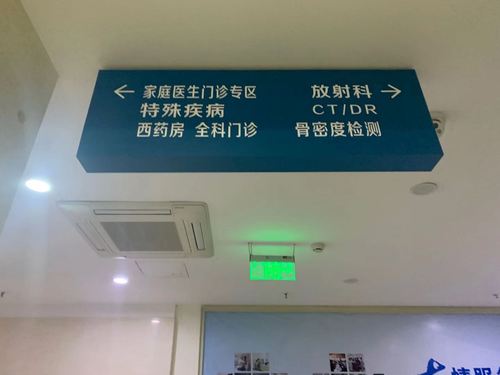 ← 家庭医生门诊专区
特殊疾病
西药房 全科门诊
放射科 →
CT/DR
骨密度检测